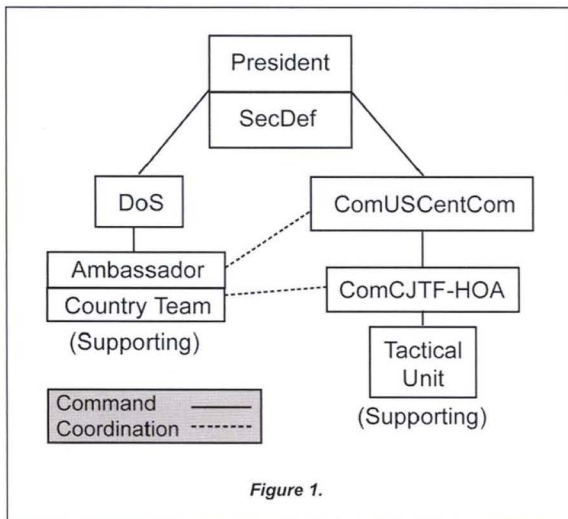 President
SecDef
DoS
ComUSCentCom
Ambassador
Country Team
(Supporting)
ComCJTF-HOA
Tactical
Unit
(Supporting)
Command
Coordination
Figure 1.